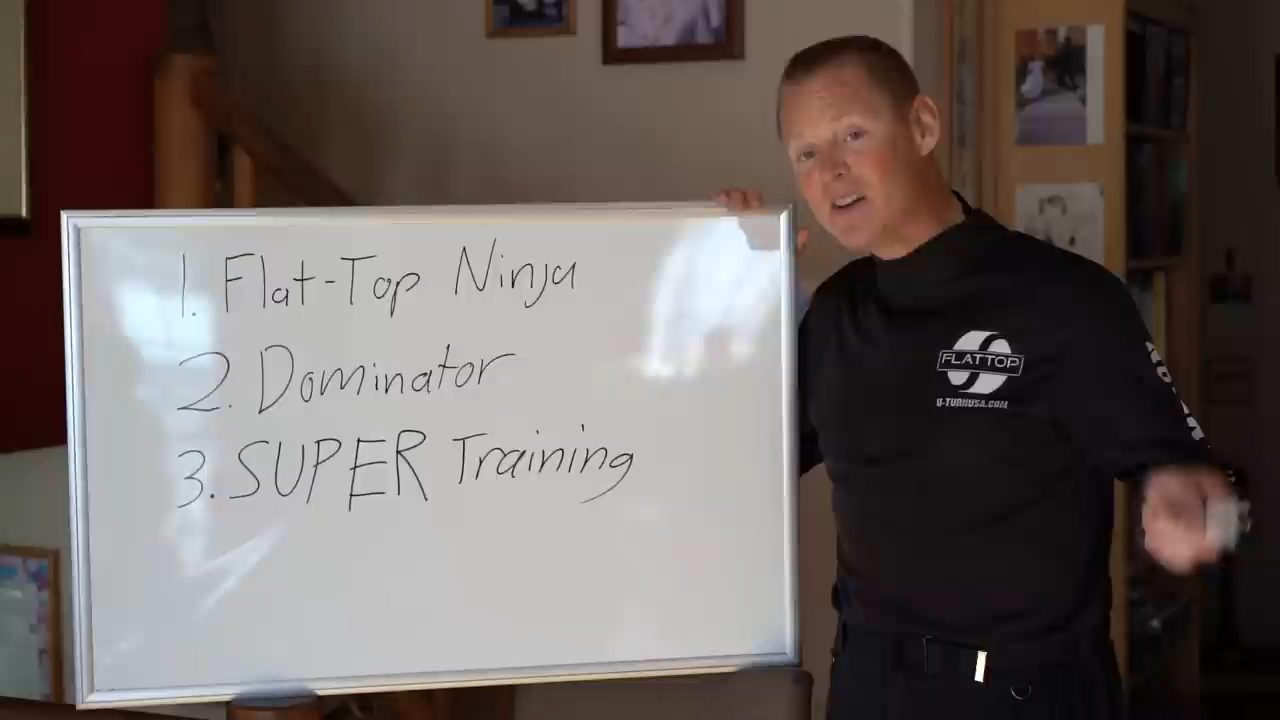 1. Flat-Top Ninja
2. Dominator
3. SUPER Training
FLATTOP
U-TURNUSA.COM